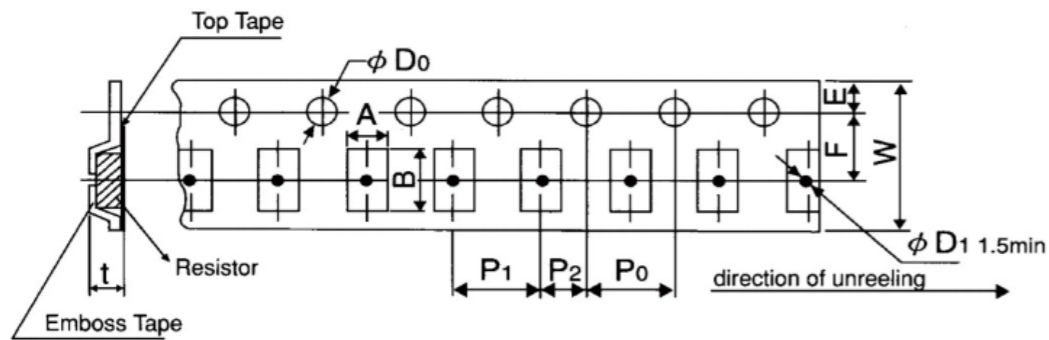 Top Tape
φ D0
A
E
B
F
W
φ D1 1.5min
P1
P2
P0
direction of unreeling
t
Resistor
Emboss Tape